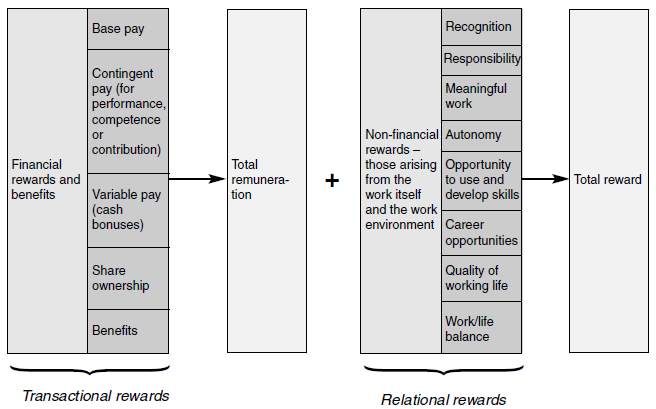 Financial
rewards and
benefits
Base pay
Contingent
pay (for
performance,
competence
or
contribution)
Variable pay
(cash
bonuses)
Share
ownership
Benefits
Total
remunera-
tion
+
Non-financial
rewards –
those arising
from the
work itself
and the work
environment
Recognition
Responsibility
Meaningful
work
Autonomy
Opportunity
to use and
develop skills
Career
opportunities
Quality of
working life
Work/life
balance
Total reward
Transactional rewards
Relational rewards